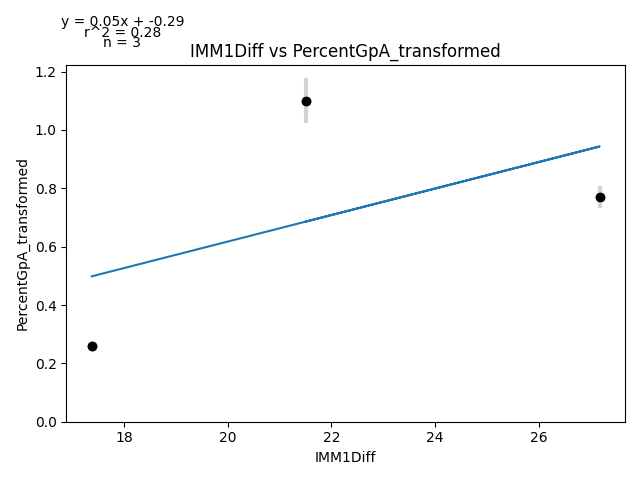 y = 0.05x + -0.29
r^2 = 0.28
n = 3
IMM1Diff vs PercentGpA_transformed
PercentGpA_transformed
1.2
1.0
0.8
0.6
0.4
0.2
0.0
18
20
22
24
26
IMM1Diff